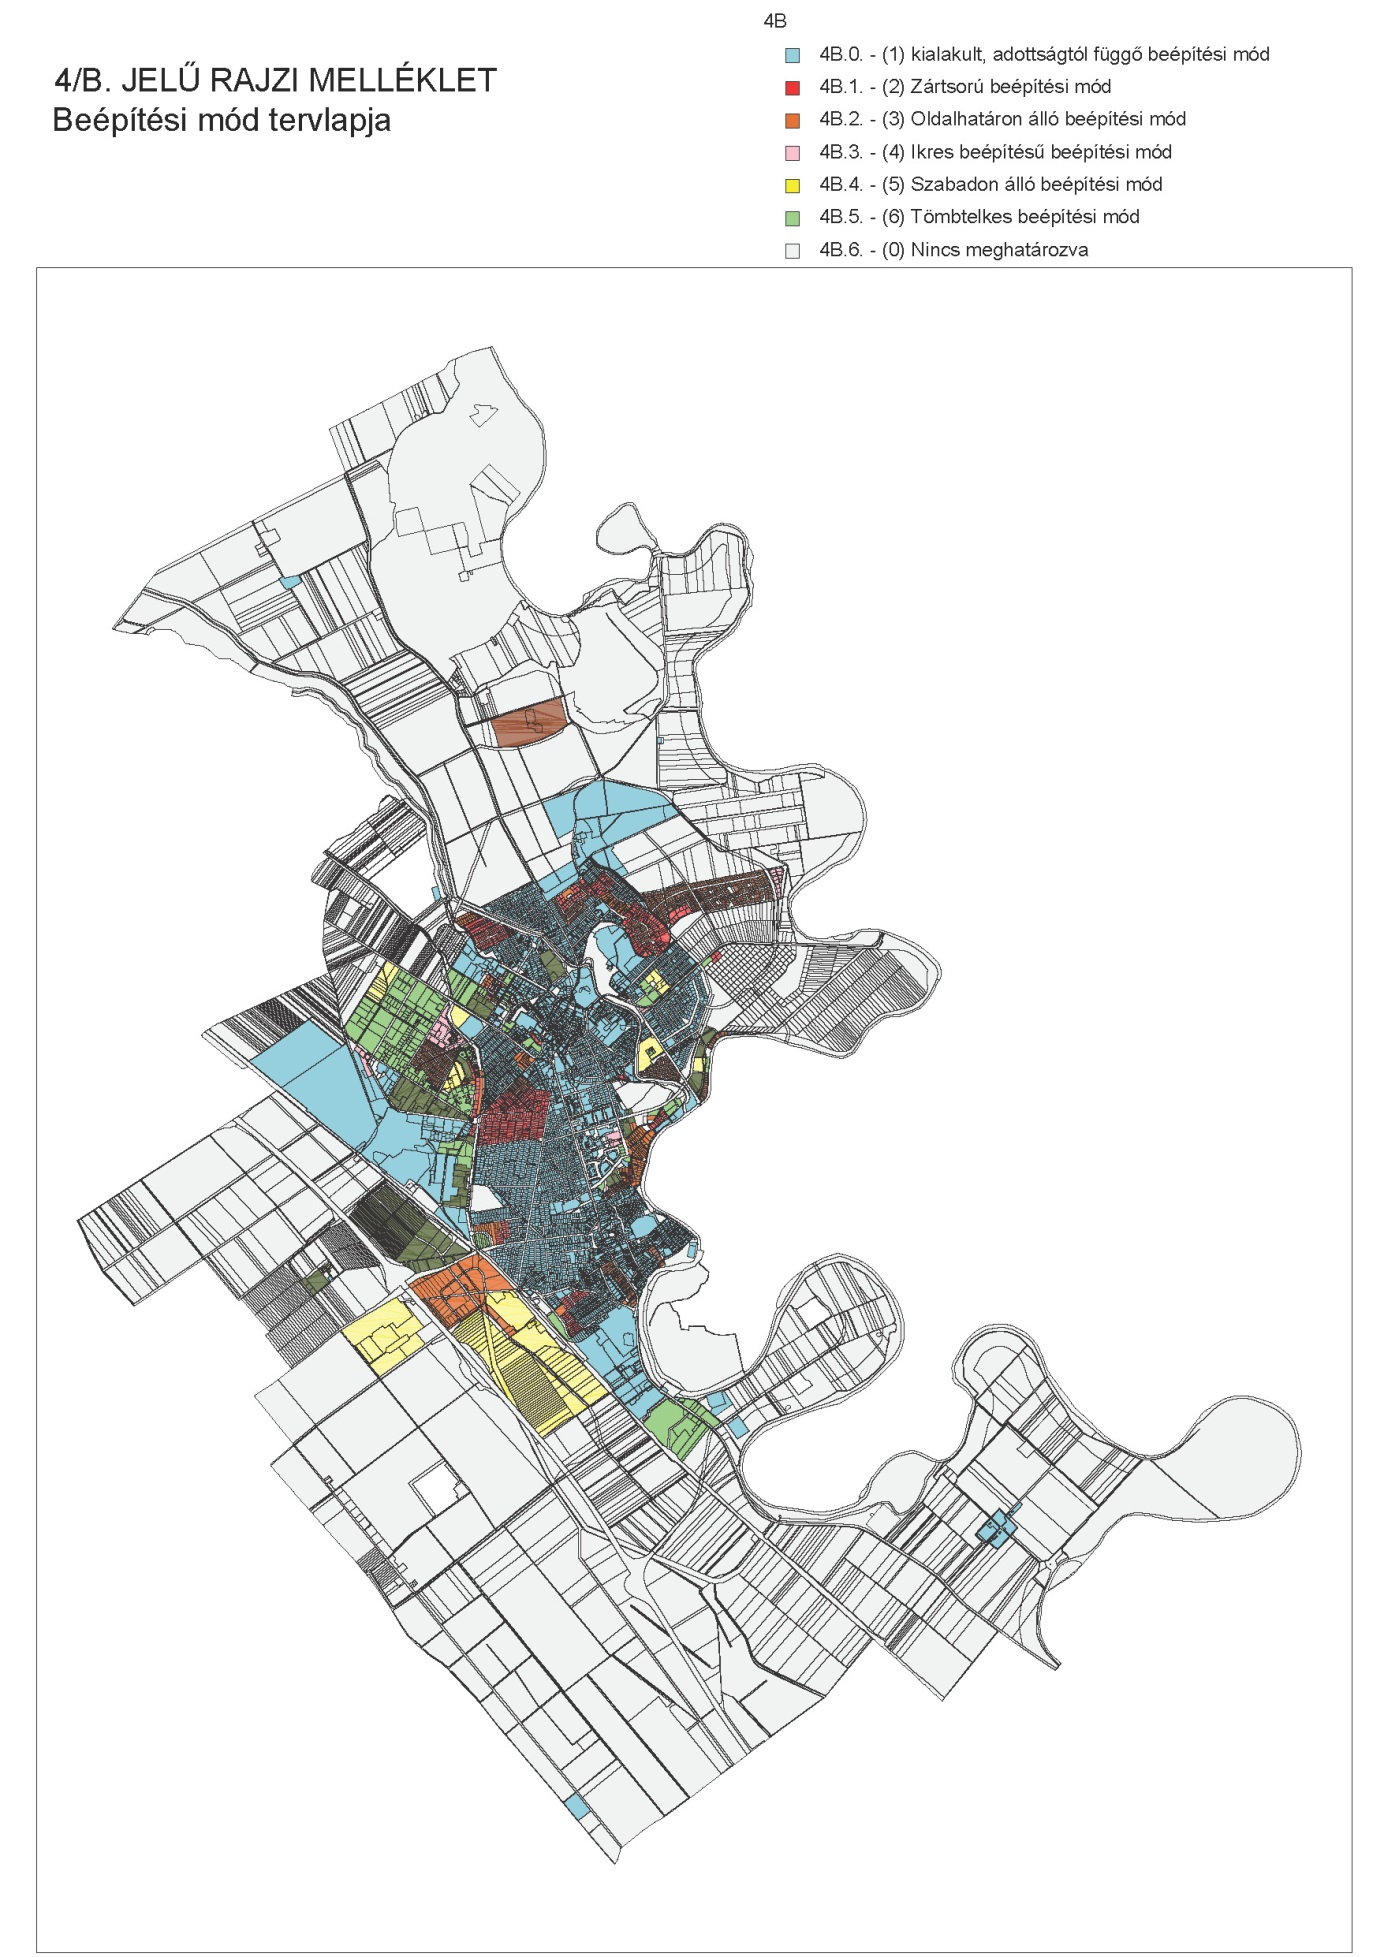 4/B. JELŰ RAJZI MELLÉKLET
Beépítési mód tervlapja
4B
4B.0. - (1) kialakult, adottságtól függő beépítési mód
4B.1. - (2) Zártsorú beépítési mód
4B.2. - (3) Oldalhatáron álló beépítési mód
4B.3. - (4) Ikres beépítésű beépítési mód
4B.4. - (5) Szabadon álló beépítési mód
4B.5. - (6) Tömbtelkes beépítési mód
4B.6. - (0) Nincs meghatározva